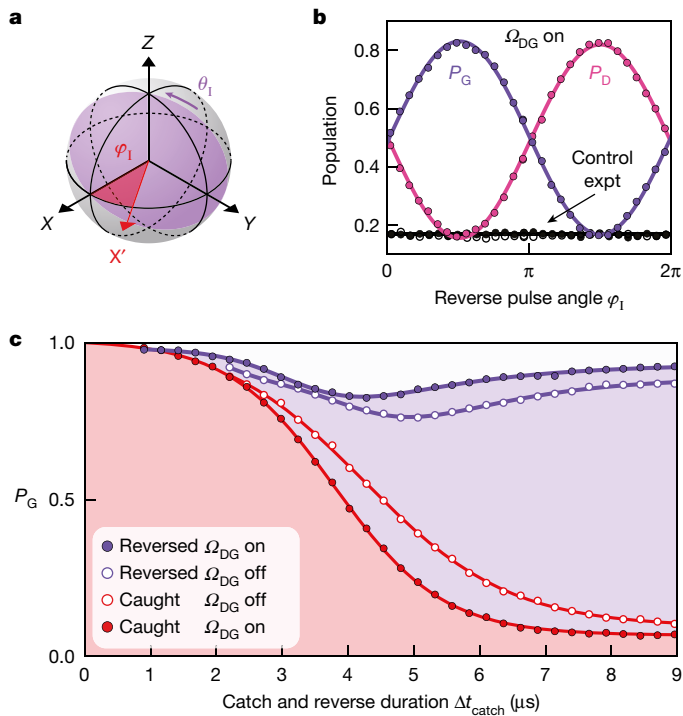 a
Z
θI
φI
X
Y
X′
b
ΩDG on
0.8
PG
PD
Population
0.6
0.4
Control
expt
0.2
0
π
2π
Reverse pulse angle φI
c
1.0
PG
0.5
Reversed ΩDG on
Reversed ΩDG off
Caught ΩDG off
Caught ΩDG on
0.0
0 1 2 3 4 5 6 7 8 9
Catch and reverse duration Δtcatch (μs)